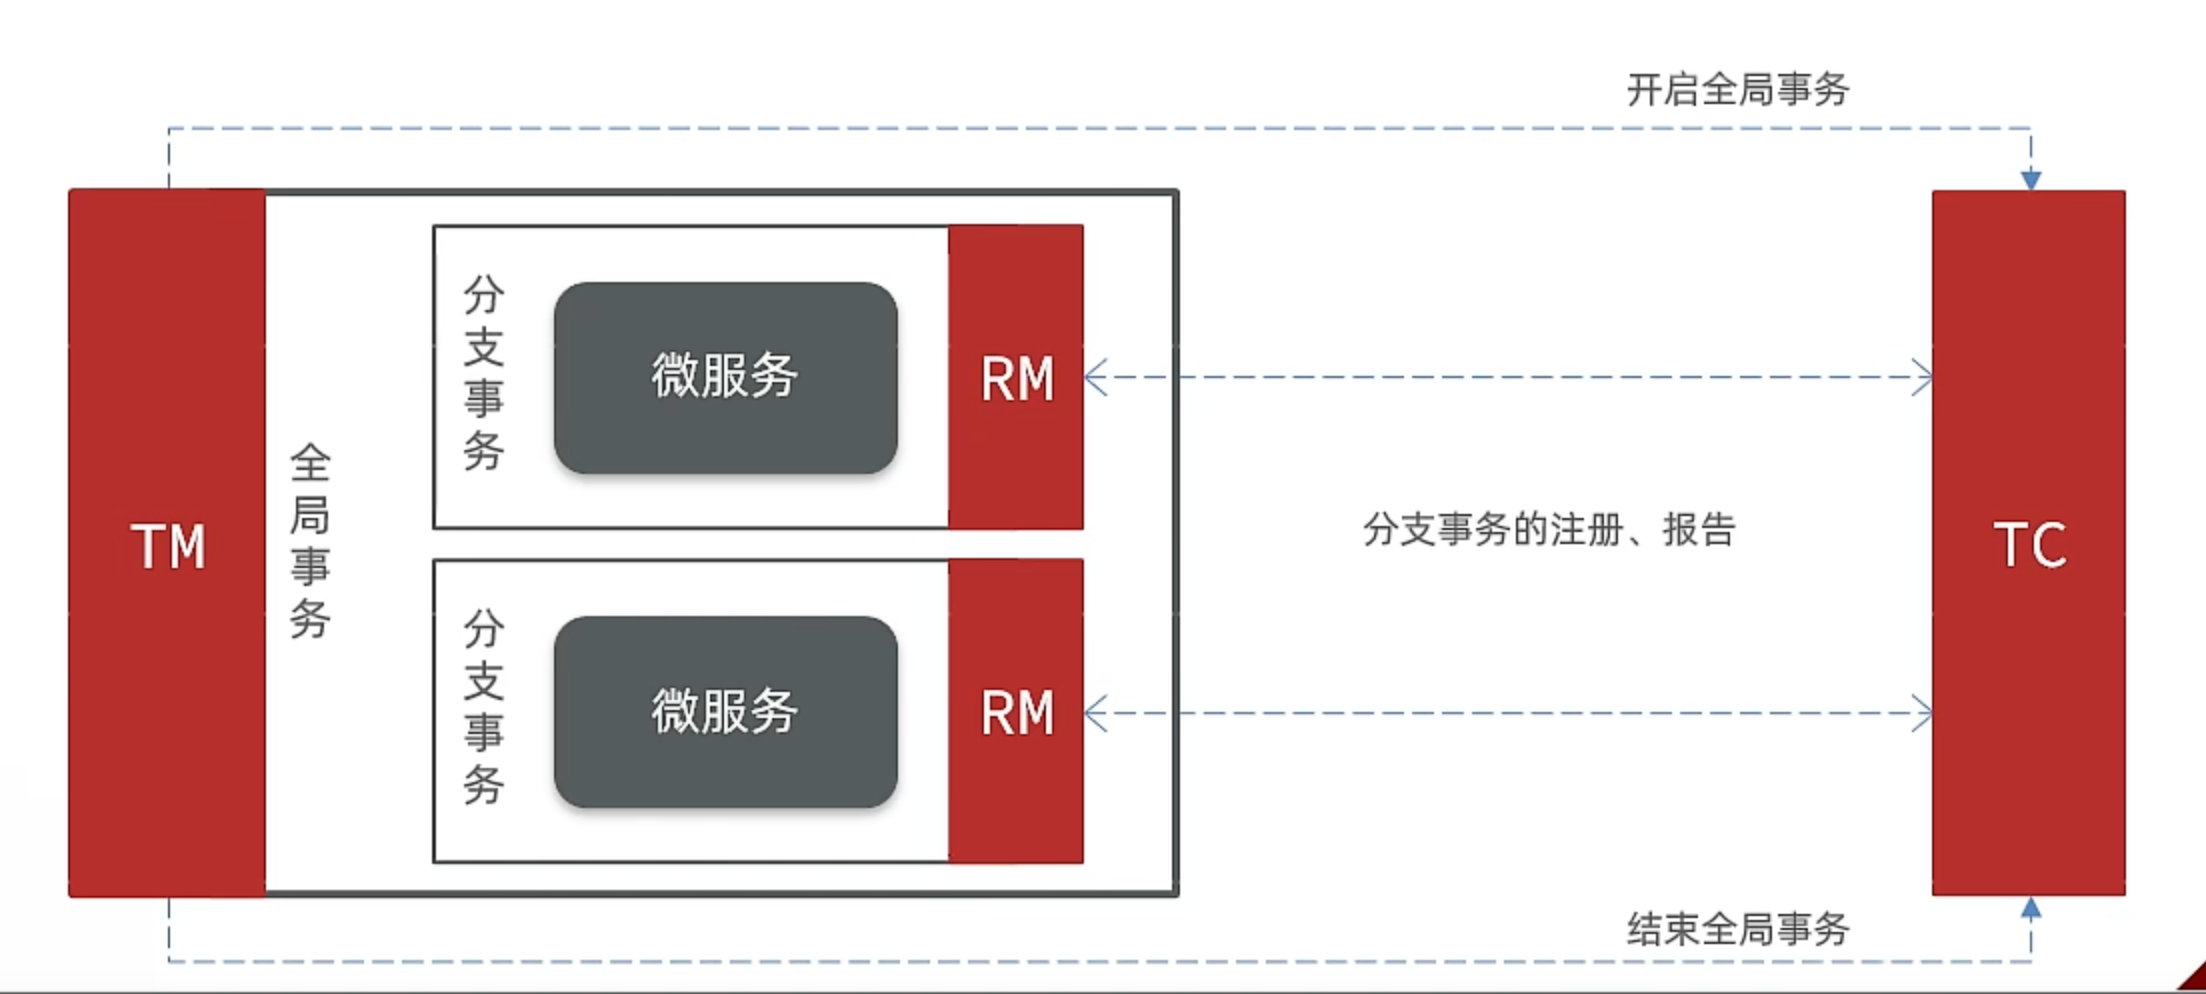 开启全局事务
TM
全局事务
分支事务
微服务
RM
分支事务的注册、报告
TC
分支事务
微服务
RM
结束全局事务